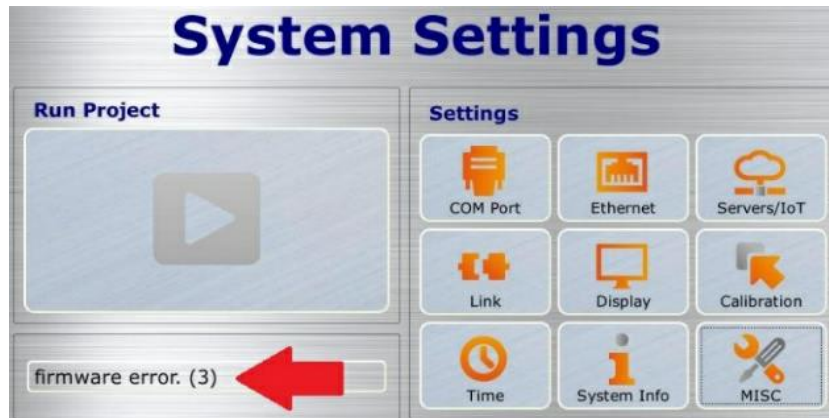 System Settings
Run Project
Settings
COM Port
Ethernet
Servers/IoT
Link
Display
Calibration
firmware error. (3)
Time
System Info
MISC